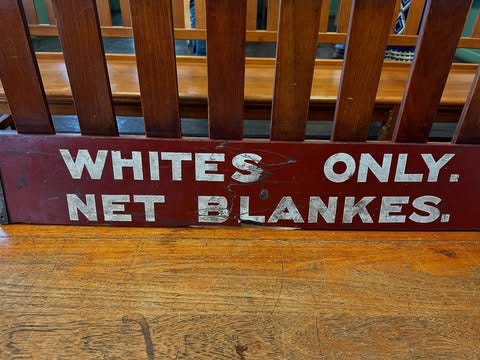 WHITES ONLY.
NET BLANKES.